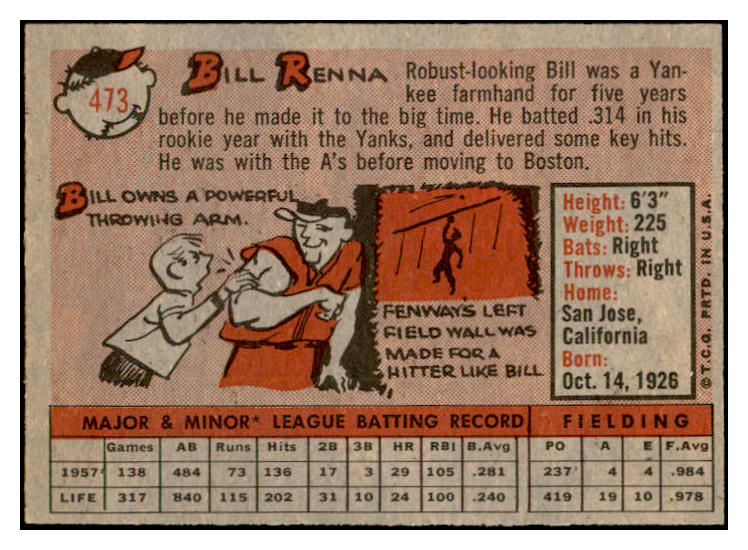 473
BILL RENNA
Robust-looking Bill was a Yan-
kee farmhand for five years
before he made it to the big time. He batted .314 in his
rookie year with the Yanks, and delivered some key hits.
He was with the A's before moving to Boston.
BILL OWNS A POWERFUL
THROWING ARM.
FENWAY'S LEFT
FIELD WALL WAS
MADE FOR A
HITTER LIKE BILL
Height: 6'3"
Weight: 225
Bats: Right
Throws: Right
Home:
San Jose,
California
Born:
Oct. 14, 1926
© T.C.G. PRTD. IN U.S.A.
MAJOR & MINOR* LEAGUE BATTING RECORD FIELDING
Games AB Runs Hits 2B 3B HR RBI B.Avg PO A E F.Avg
1957* 138 484 73 136 17 3 29 105 .281 237 4 4 .984
LIFE 317 840 115 202 31 10 24 100 .240 419 19 10 .978